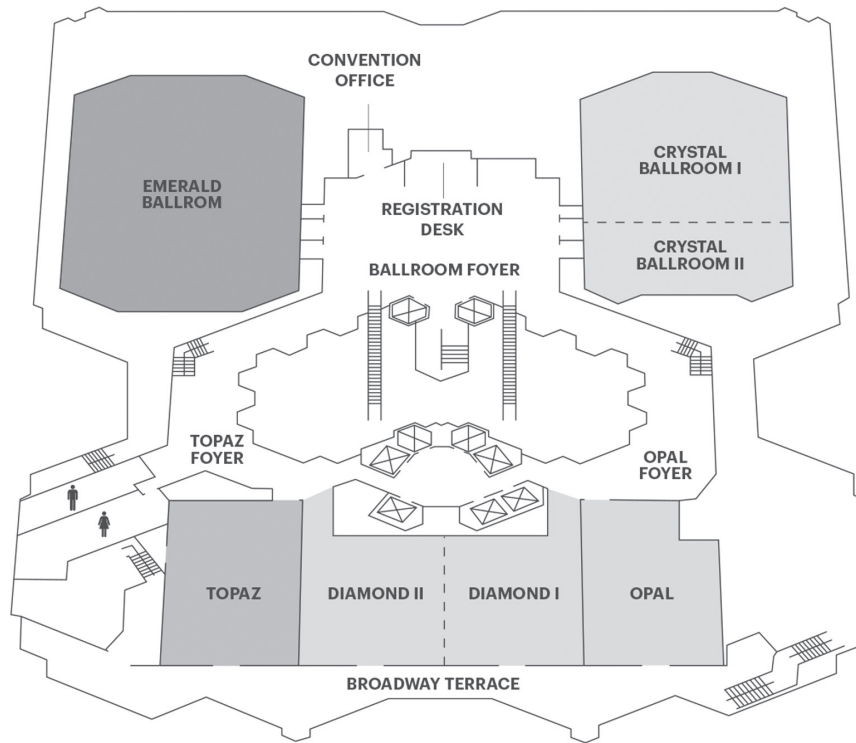 CONVENTION
OFFICE
EMERALD
BALLROM
CRYSTAL
BALLROOM I
REGISTRATION
DESK
CRYSTAL
BALLROOM II
BALLROOM FOYER
TOPAZ
FOYER
OPAL
FOYER
TOPAZ
DIAMOND II
DIAMOND I
OPAL
BROADWAY TERRACE